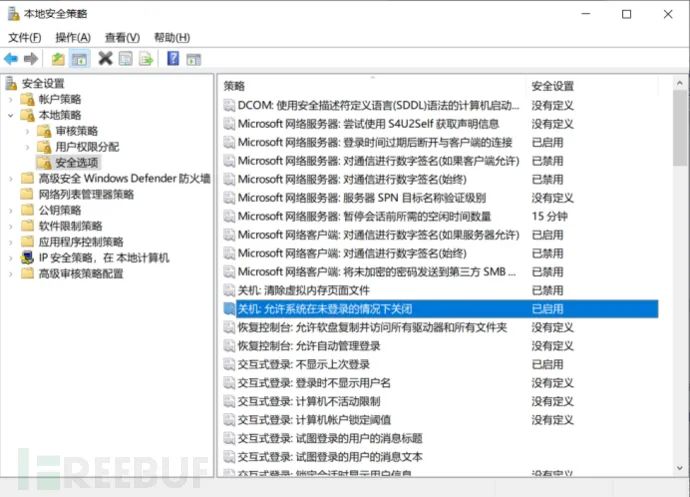 本地安全策略
文件(F) 操作(A) 查看(V) 帮助(H)
安全设置
帐户策略
本地策略
审核策略
用户权限分配
安全选项
高级安全 Windows Defender 防火墙
网络列表管理器策略
公钥策略
软件限制策略
应用程序控制策略
IP 安全策略，在 本地计算机
高级审核策略配置
策略 安全设置
DCOM: 使用安全描述符定义语言(SDDL)语法的计算机启动... 没有定义
Microsoft 网络服务器: 尝试使用 S4U2Self 获取声明信息 没有定义
Microsoft 网络服务器: 登录时间过期后断开与客户端的连接 已启用
Microsoft 网络服务器: 对通信进行数字签名(如果客户端允许) 已禁用
Microsoft 网络服务器: 对通信进行数字签名(始终) 已禁用
Microsoft 网络服务器: 服务器 SPN 目标名称验证级别 没有定义
Microsoft 网络服务器: 暂停会话前所需的空闲时间数量 15 分钟
Microsoft 网络客户端: 对通信进行数字签名(如果服务器允许) 已启用
Microsoft 网络客户端: 对通信进行数字签名(始终) 已禁用
Microsoft 网络客户端: 将未加密的密码发送到第三方 SMB ... 已禁用
关机: 清除虚拟内存页面文件 已禁用
关机: 允许系统在未登录的情况下关闭 已启用
恢复控制台: 允许软盘复制并访问所有驱动器和所有文件夹 没有定义
恢复控制台: 允许自动管理登录 没有定义
交互式登录: 不显示上次登录 已启用
交互式登录: 登录时不显示用户名 没有定义
交互式登录: 计算机不活动限制 没有定义
交互式登录: 计算机帐户锁定阈值 没有定义
交互式登录: 试图登录的用户的消息标题
交互式登录: 试图登录的用户的消息文本
交互式登录: 锁定会话时显示用户信息 没有定义
FREEBUF